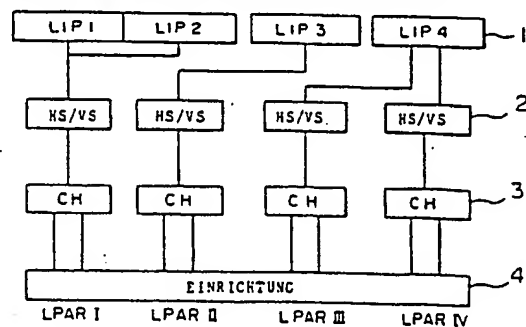 LIP 1 LIP 2 LIP 3 LIP 4 1
HS/VS HS/VS HS/VS HS/VS 2
CH CH CH CH 3
EINRICHTUNG 4
LPAR I LPAR II LPAR III LPAR IV